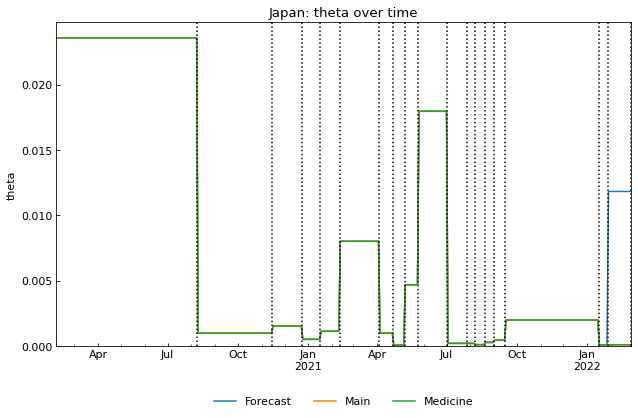 Japan: theta over time
theta
0.020
0.015
0.010
0.005
0.000
Apr Jul Oct Jan Apr Jul Oct Jan
2021 2022
Forecast Main Medicine